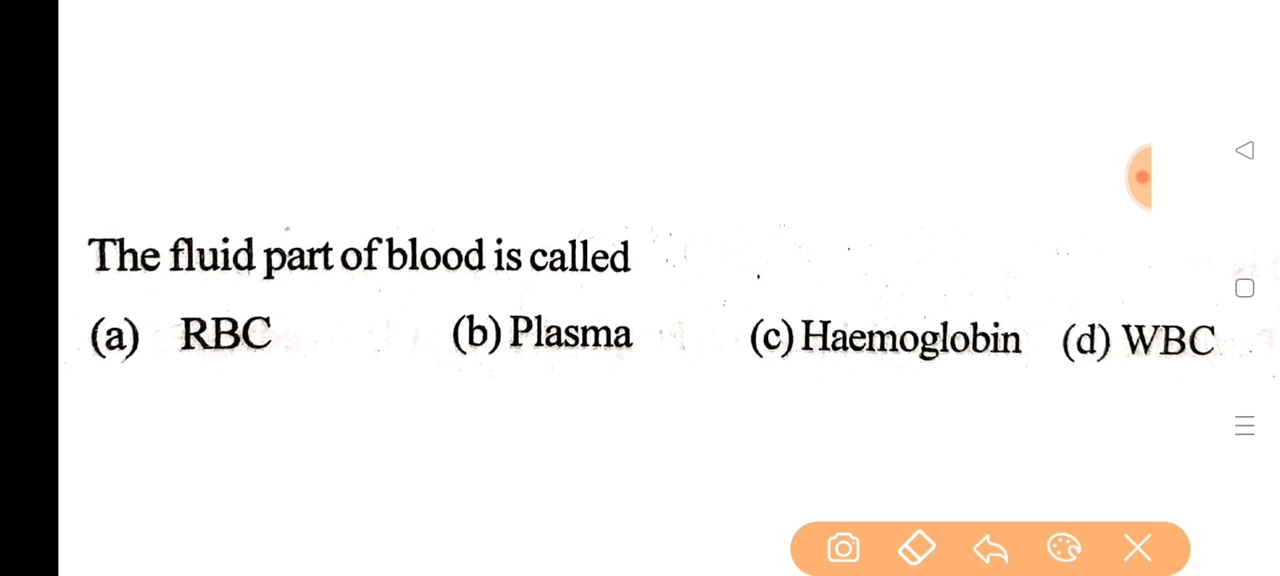 The fluid part of blood is called
(a) RBC (b) Plasma (c) Haemoglobin (d) WBC